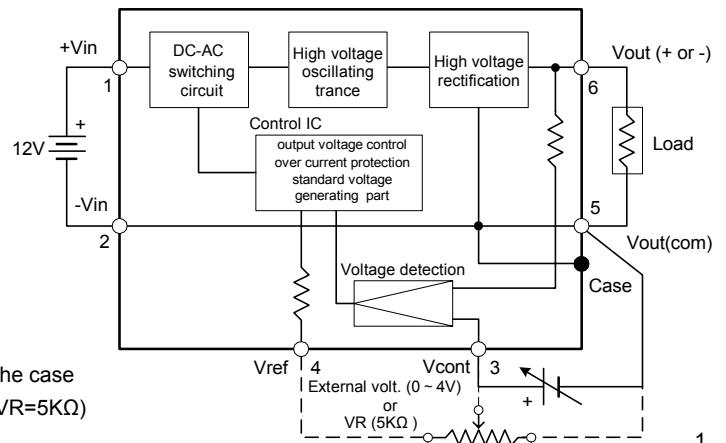 +Vin
1
DC-AC
switching
circuit
High voltage
oscillating
trance
High voltage
rectification
Vout (+ or -)
6
12V
+
Load
Control IC
output voltage control
over current protection
standard voltage
generating part
-Vin
2
5
Vout(com)
Voltage detection
Case
Vref
4
Vcont
3
he case
VR=5KΩ)
External volt. (0 ~ 4V)
or
VR (5KΩ )
+
1